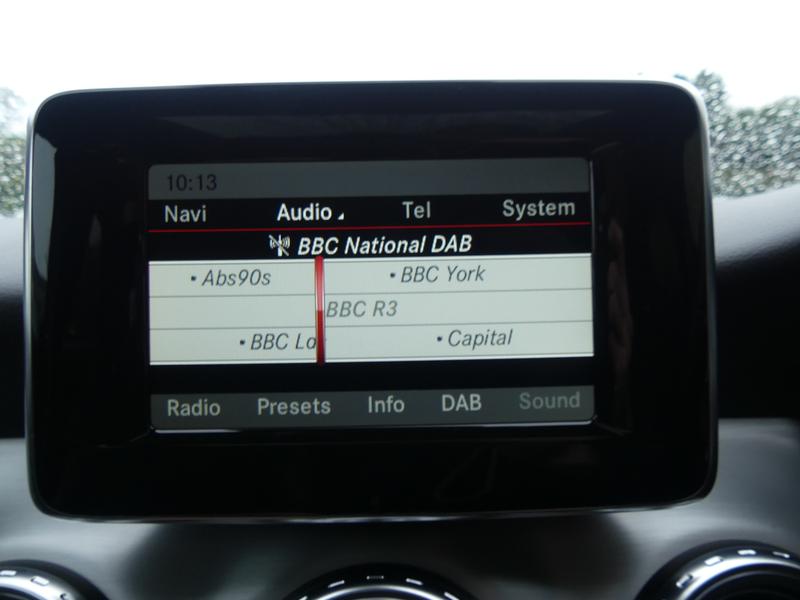 10:13
Navi Audio Tel System
BBC National DAB
• Abs90s • BBC York
BBC R3
• BBC • Capital
Radio Presets Info DAB Sound